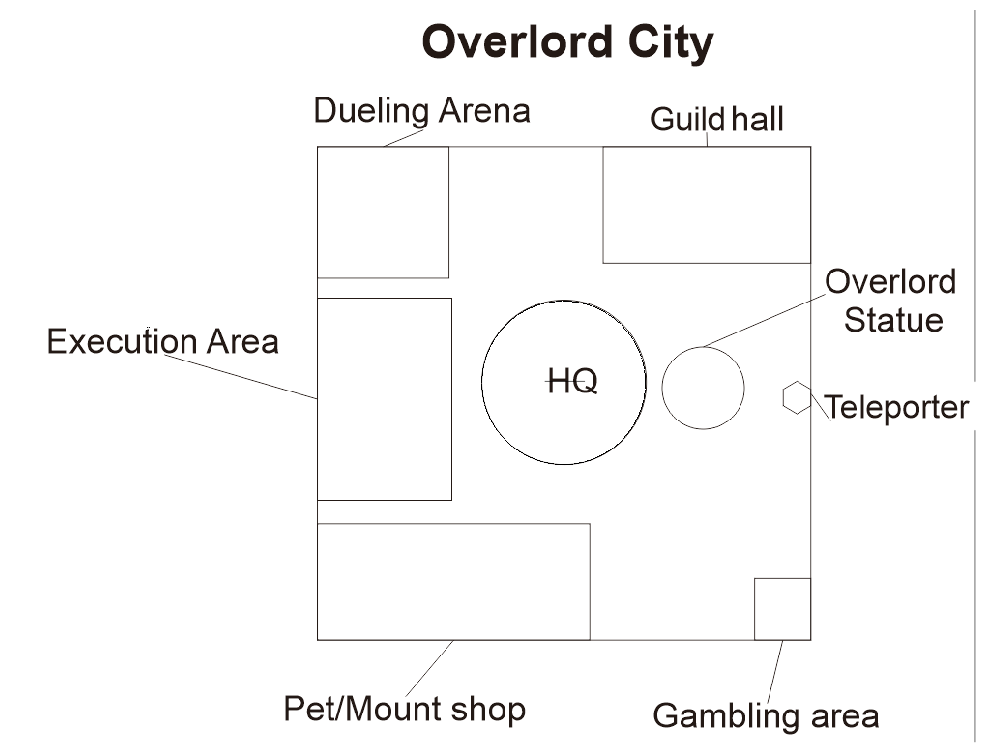 Overlord City
Dueling Arena
Guild hall
Overlord
Statue
Execution Area
HQ
Teleporter
Pet/Mount shop
Gambling area